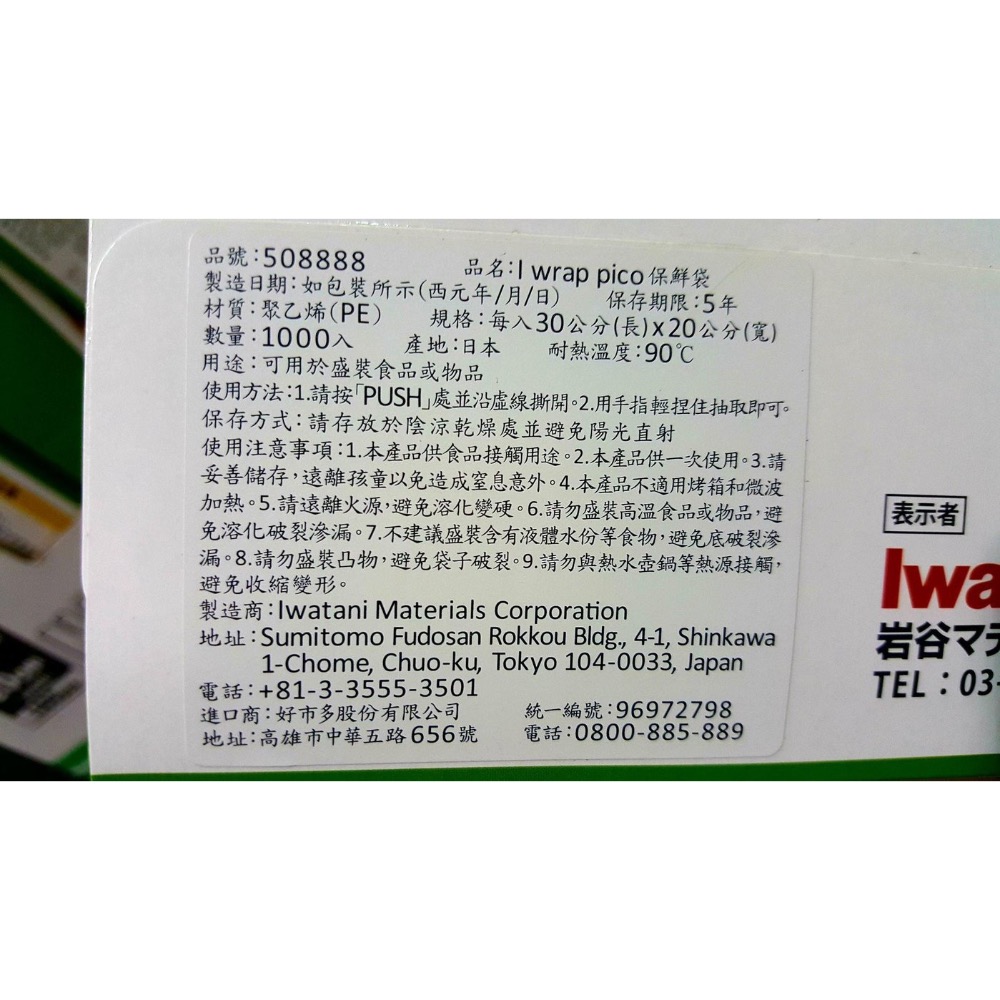 品號:508888 品名:I wrap pico 保鮮袋
製造日期:如包裝所示(西元年/月/日) 保存期限:5年
材質:聚乙烯(PE) 規格:每入30公分(長)x20公分(寬)
數量:1000入 產地:日本 耐熱溫度:90℃
用途:可用於盛裝食品或物品
使用方法:1.請按「PUSH」處並沿虛線撕開。2.用手指輕捏住抽取即可。
保存方式:請存放於陰涼乾燥處並避免陽光直射
使用注意事項:1.本產品供食品接觸用途。2.本產品供一次使用。3.請
妥善儲存,遠離孩童以免造成窒息意外。4.本產品不適用烤箱和微波
加熱。5.請遠離火源,避免溶化變硬。6.請勿盛裝高溫食品或物品,避
免溶化破裂滲漏。7.不建議盛裝含有液體水份等食物,避免底破裂滲
漏。8.請勿盛裝凸物,避免袋子破裂。9.請勿與熱水壺鍋等熱源接觸,
避免收縮變形。
製造商:Iwatani Materials Corporation
地址:Sumitomo Fudosan Rokkou Bldg., 4-1, Shinkawa
1-Chome, Chuo-ku, Tokyo 104-0033, Japan
電話:+81-3-3555-3501
進口商:好市多股份有限公司 統一編號:96972798
地址:高雄市中華五路656號 電話:0800-885-889
表示者
Iwa
岩谷マテ
TEL：03-